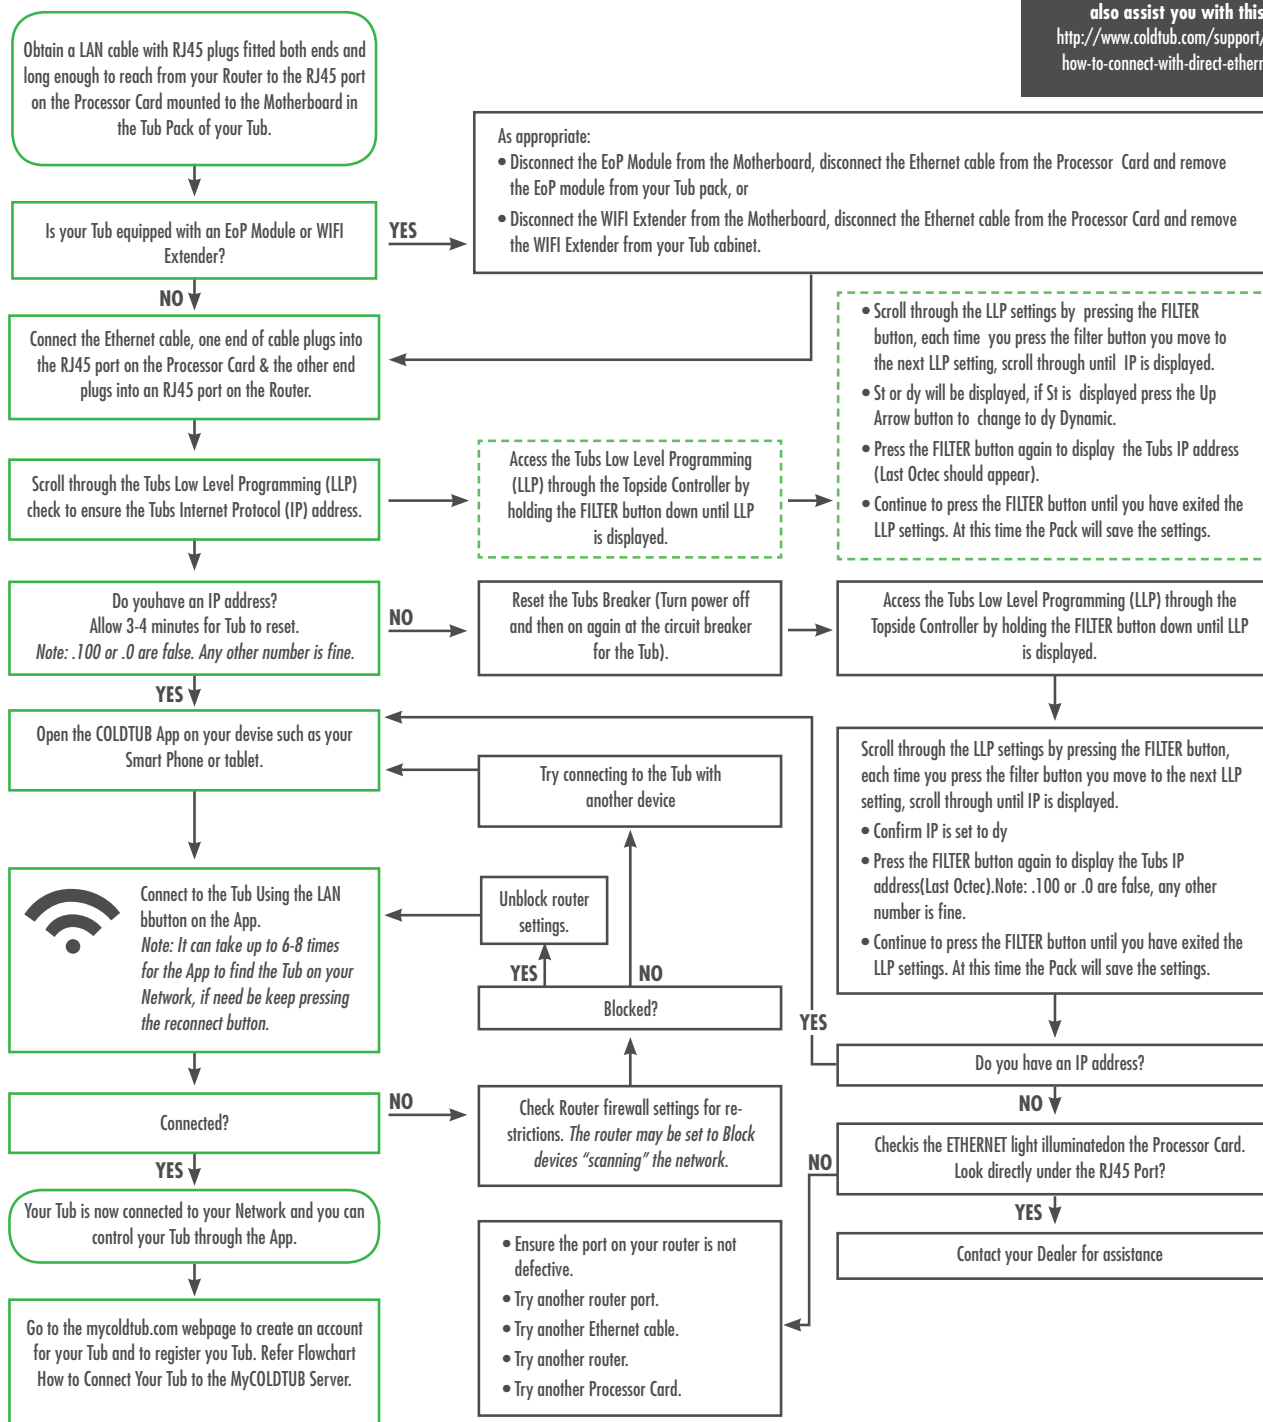 also assist you with this
http://www.coldtub.com/support/
how-to-connect-with-direct-ethern
Obtain a LAN cable with RJ45 plugs fitted both ends and
long enough to reach from your Router to the RJ45 port
on the Processor Card mounted to the Motherboard in
the Tub Pack of your Tub.
As appropriate:
• Disconnect the EoP Module from the Motherboard, disconnect the Ethernet cable from the Processor Card and remove
the EoP module from your Tub pack, or
• Disconnect the WIFI Extender from the Motherboard, disconnect the Ethernet cable from the Processor Card and remove
the WIFI Extender from your Tub cabinet.
Is your Tub equipped with an EoP Module or WIFI
Extender?
YES
NO
Connect the Ethernet cable, one end of cable plugs into
the RJ45 port on the Processor Card & the other end
plugs into an RJ45 port on the Router.
Scroll through the Tubs Low Level Programming (LLP)
check to ensure the Tubs Internet Protocol (IP) address.
Access the Tubs Low Level Programming
(LLP) through the Topside Controller by
holding the FILTER button down until LLP
is displayed.
• Scroll through the LLP settings by pressing the FILTER
button, each time you press the filter button you move to
the next LLP setting, scroll through until IP is displayed.
• St or dy will be displayed, if St is displayed press the Up
Arrow button to change to dy Dynamic.
• Press the FILTER button again to display the Tubs IP address
(Last Octec should appear).
• Continue to press the FILTER button until you have exited the
LLP settings. At this time the Pack will save the settings.
Do youhave an IP address?
Allow 3-4 minutes for Tub to reset.
Note: .100 or .0 are false. Any other number is fine.
NO
YES
Reset the Tubs Breaker (Turn power off
and then on again at the circuit breaker
for the Tub).
Access the Tubs Low Level Programming (LLP) through the
Topside Controller by holding the FILTER button down until LLP
is displayed.
Open the COLDTUB App on your devise such as your
Smart Phone or tablet.
Try connecting to the Tub with
another device
Scroll through the LLP settings by pressing the FILTER button,
each time you press the filter button you move to the next LLP
setting, scroll through until IP is displayed.
• Confirm IP is set to dy
• Press the FILTER button again to display the Tubs IP
address(Last Octec).Note: .100 or .0 are false, any other
number is fine.
• Continue to press the FILTER button until you have exited the
LLP settings. At this time the Pack will save the settings.
Connect to the Tub Using the LAN
bbutton on the App.
Note: It can take up to 6-8 times
for the App to find the Tub on your
Network, if need be keep pressing
the reconnect button.
Unblock router
settings.
YES
NO
Blocked?
YES
Do you have an IP address?
NO
Connected?
NO
YES
Check Router firewall settings for re-
strictions. The router may be set to Block
devices “scanning” the network.
Checkis the ETHERNET light illuminatedon the Processor Card.
Look directly under the RJ45 Port?
NO
YES
Contact your Dealer for assistance
Your Tub is now connected to your Network and you can
control your Tub through the App.
• Ensure the port on your router is not
defective.
• Try another router port.
• Try another Ethernet cable.
• Try another router.
• Try another Processor Card.
Go to the mycoldtub.com webpage to create an account
for your Tub and to register you Tub. Refer Flowchart
How to Connect Your Tub to the MyCOLDTUB Server.